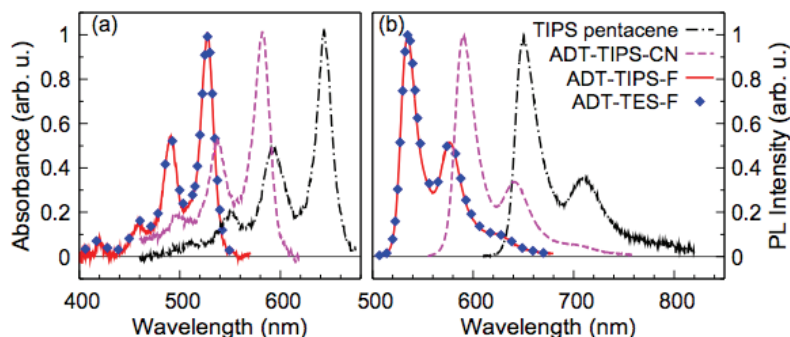 (a)
Absorbance (arb. u.)
1
0.8
0.6
0.4
0.2
0
400 500 600
Wavelength (nm)
(b)
TIPS pentacene
ADT-TIPS-CN
ADT-TIPS-F
ADT-TES-F
500 600 700 800
Wavelength (nm)
1
0.8
0.6
0.4
0.2
0
PL Intensity (arb. u.)